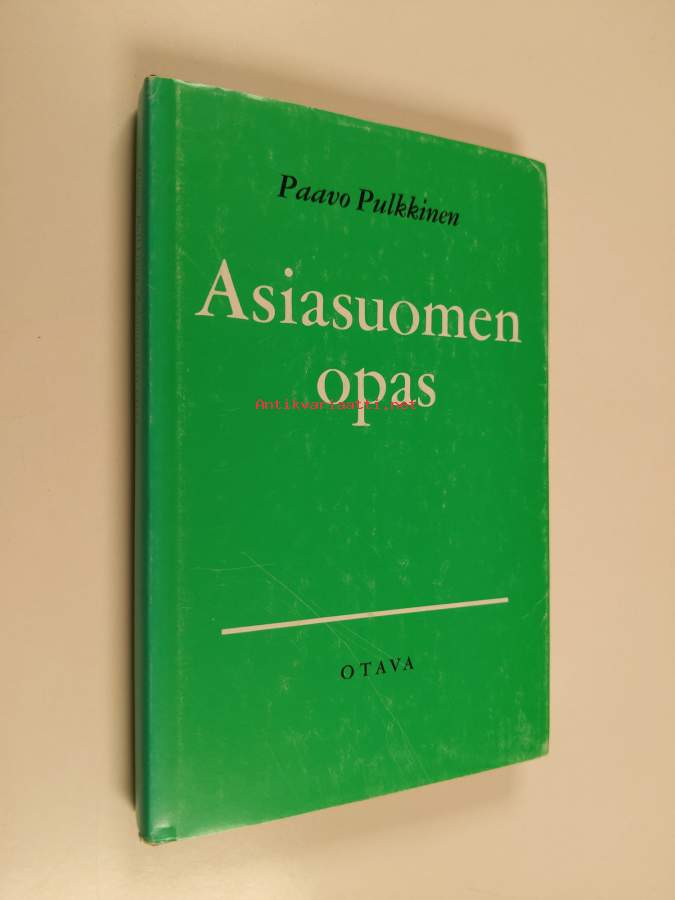 Paavo Pulkkinen
Asiasuomen
opas
Antikvariaatti.net
OTAVA